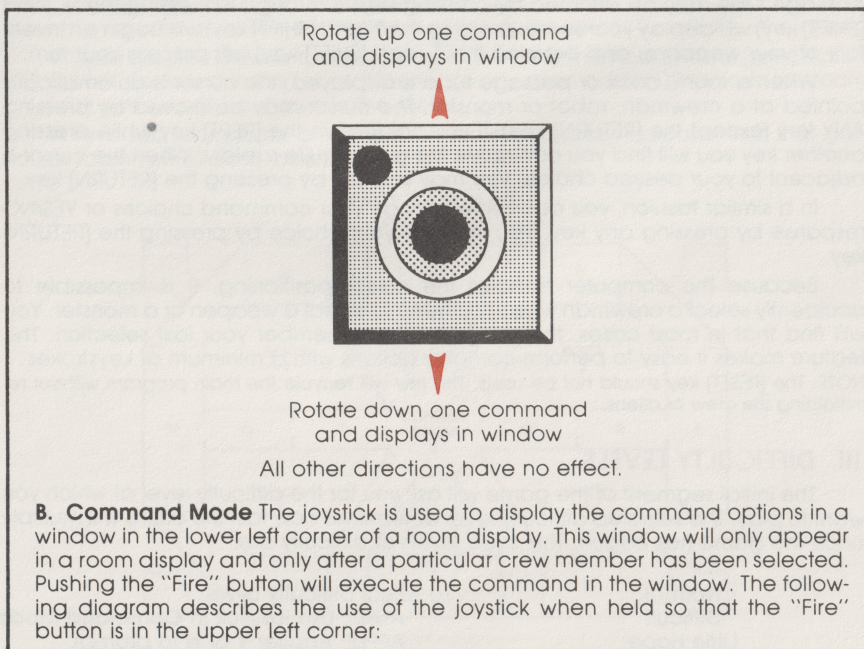 Rotate up one command
and displays in window
Rotate down one command
and displays in window
All other directions have no effect.
B. Command Mode The joystick is used to display the command options in a
window in the lower left corner of a room display. This window will only appear
in a room display and only after a particular crew member has been selected.
Pushing the "Fire" button will execute the command in the window. The follow-
ing diagram describes the use of the joystick when held so that the "Fire"
button is in the upper left corner: